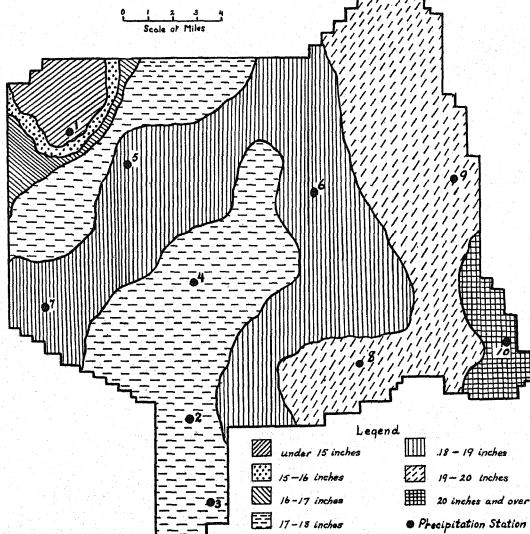 0 1 2 3 4
Scale of Miles
1
5
9
6
4
7
10
8
2
3
Legend
under 15 inches
15-16 inches
16-17 inches
17-18 inches
18-19 inches
19-20 inches
20 inches and over
Precipitation Station